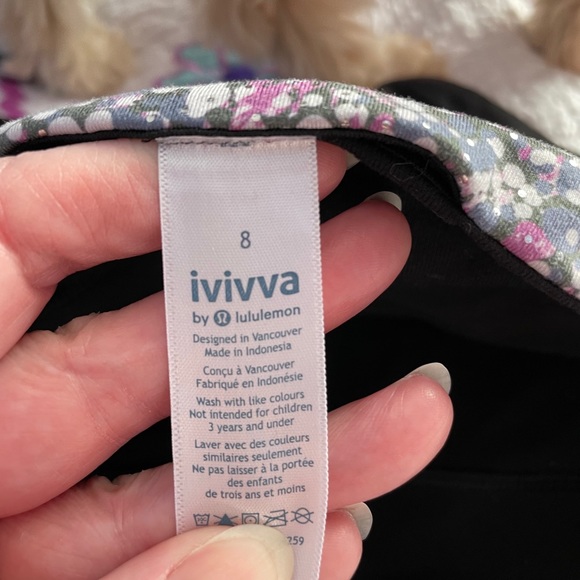 8
ivivva
by lululemon
Designed in Vancouver
Made in Indonesia
Conçu à Vancouver
Fabriqué en Indonésie
Wash with like colours
Not intended for children
3 years and under
Laver avec des couleurs
similaires seulement
Ne pas laisser à la portée
des enfants
de trois ans et moins
259